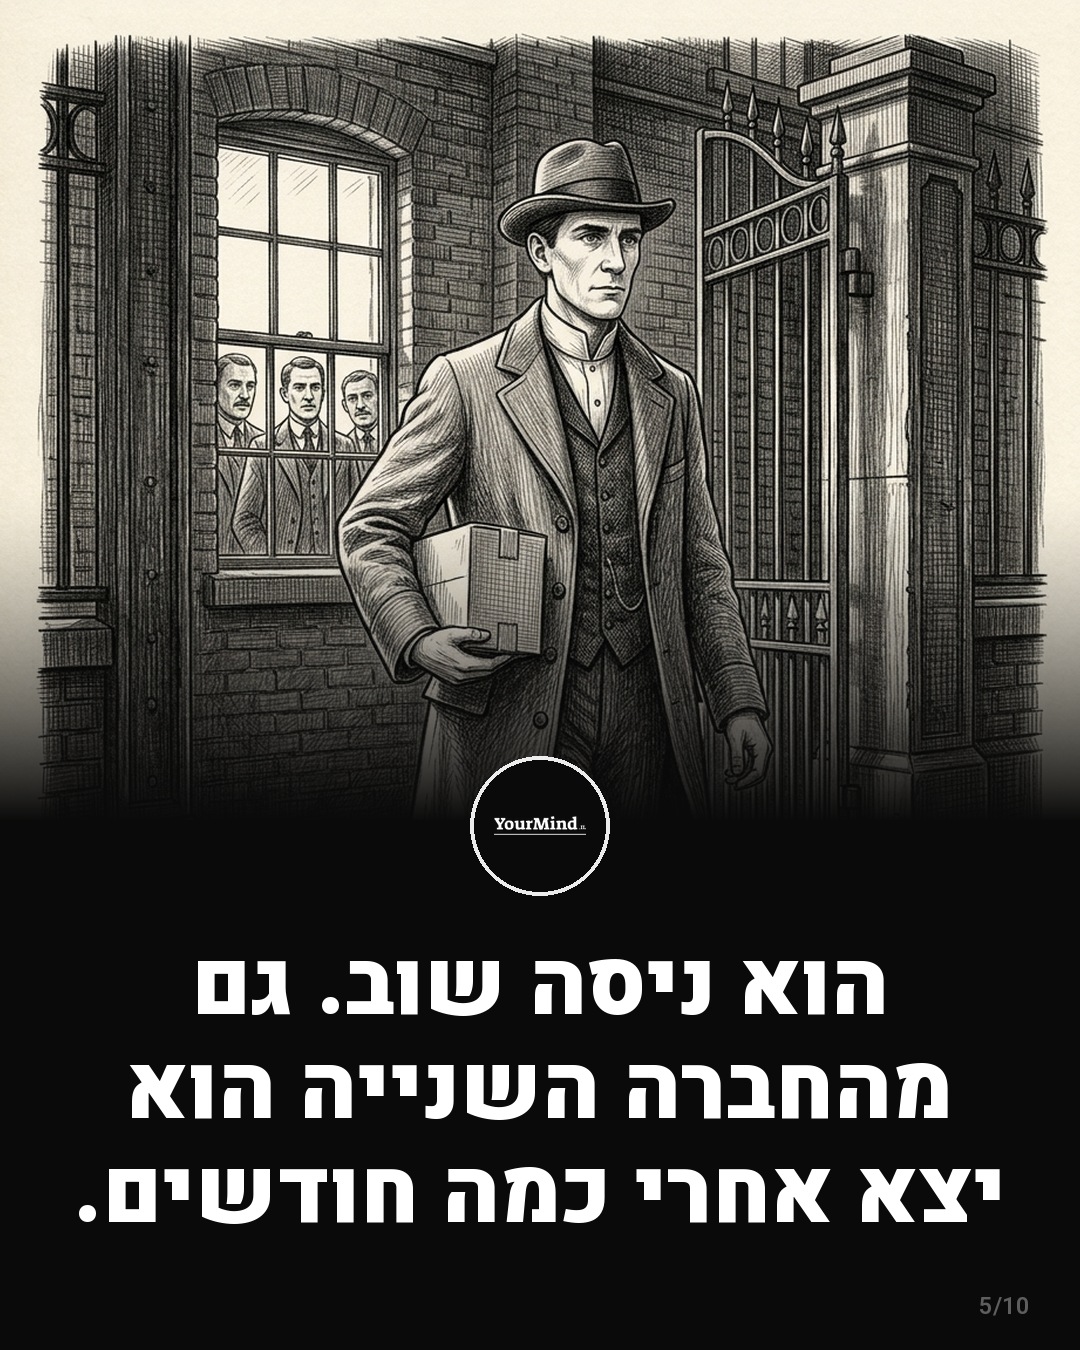 YourMind
הוא ניסה שוב. גם
מהחברה השנייה הוא
יצא אחרי כמה חודשים.
5/10